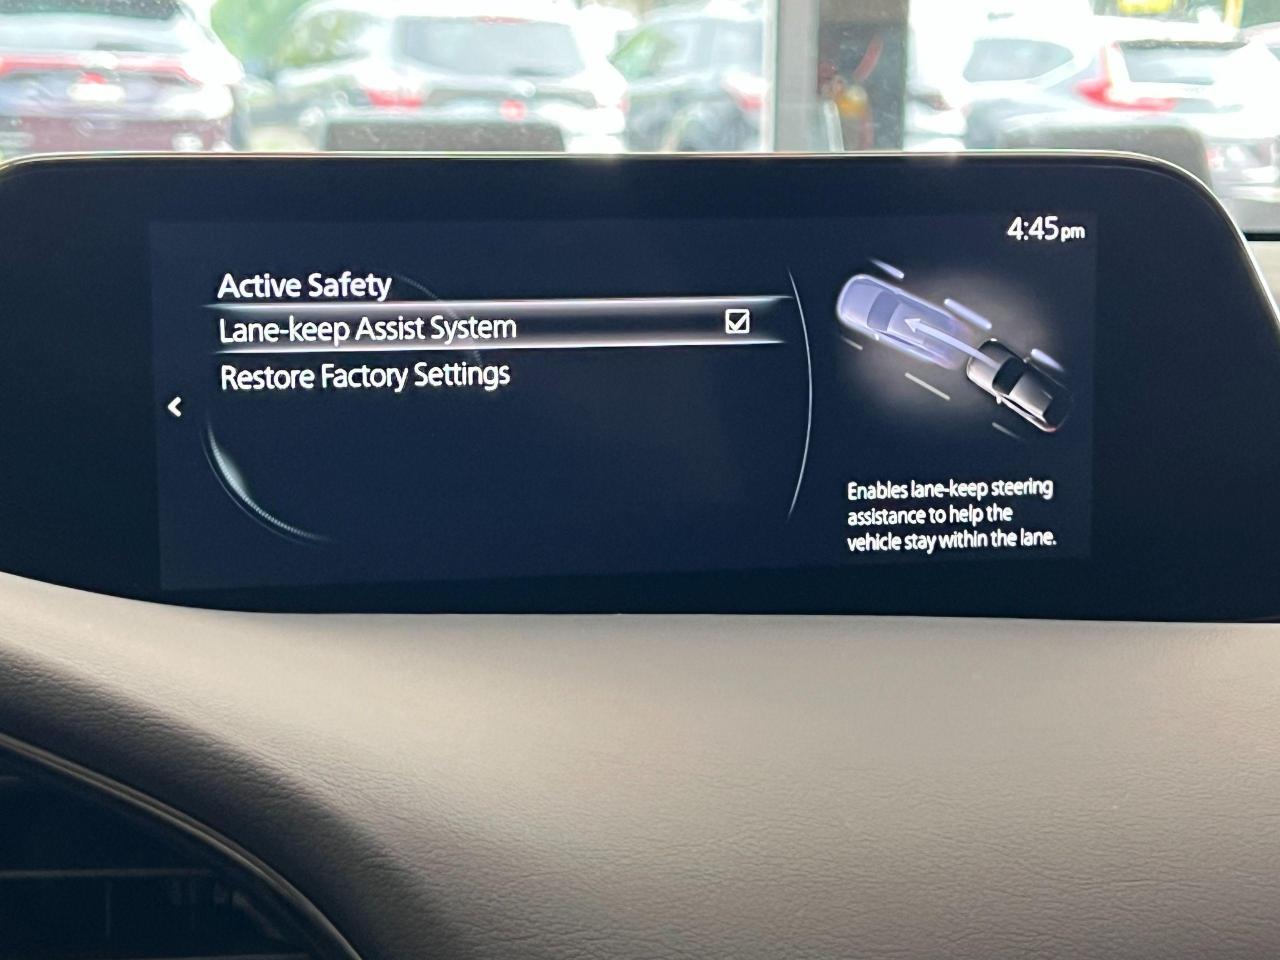 4:45pm
Active Safety
Lane-keep Assist System
Restore Factory Settings
Enables lane-keep steering
assistance to help the
vehicle stay within the lane.